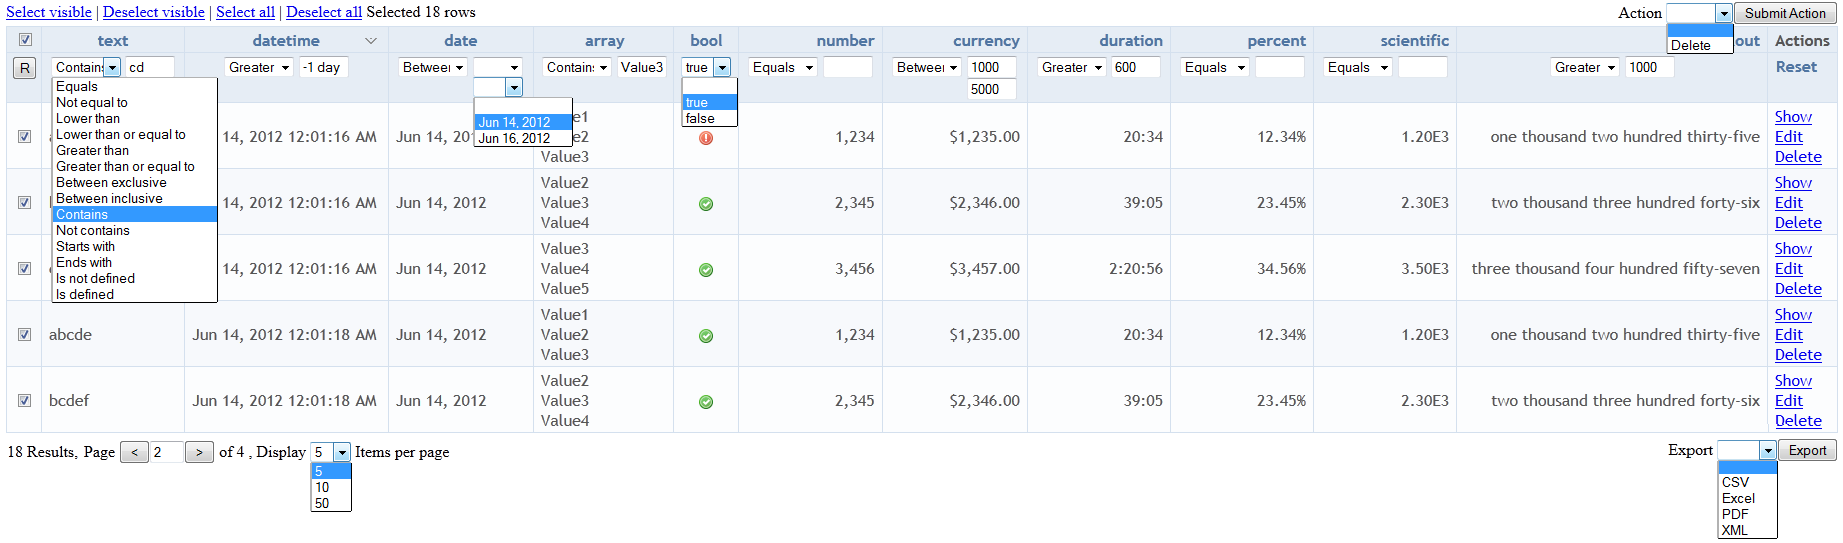 Select visible | Deselect visible | Select all | Deselect all Selected 18 rows Action Submit Action
Delete
text datetime date array bool number currency duration percent scientific out Actions
R Contain cd Greater -1 day Between Contain: Value3 true Equals Between 1000 Greater 600 Equals Equals Greater 1000 Reset
5000
Equals
Not equal to
Lower than
Lower than or equal to
Greater than
Greater than or equal to
Between exclusive
Between inclusive
Contains
Not contains
Starts with
Ends with
Is not defined
Is defined
Jun 14, 2012
Jun 16, 2012
true
false
14, 2012 12:01:16 AM Jun 14, 20 1,234 $1,235.00 20:34 12.34% 1.20E3 one thousand two hundred thirty-five
Value3
Show
Edit
Delete
14, 2012 12:01:16 AM Jun 14, 2012 2,345 $2,346.00 39:05 23.45% 2.30E3 two thousand three hundred forty-six
Value2
Value3
Value4
Show
Edit
Delete
14, 2012 12:01:16 AM Jun 14, 2012 3,456 $3,457.00 2:20:56 34.56% 3.50E3 three thousand four hundred fifty-seven
Value3
Value4
Value5
Show
Edit
Delete
abcde Jun 14, 2012 12:01:18 AM Jun 14, 2012 1,234 $1,235.00 20:34 12.34% 1.20E3 one thousand two hundred thirty-five
Value1
Value2
Value3
Show
Edit
Delete
bcdef Jun 14, 2012 12:01:18 AM Jun 14, 2012 2,345 $2,346.00 39:05 23.45% 2.30E3 two thousand three hundred forty-six
Value2
Value3
Value4
Show
Edit
Delete
18 Results, Page < 2 > of 4 , Display 5 Items per page Export Export
5
10
50
CSV
Excel
PDF
XML